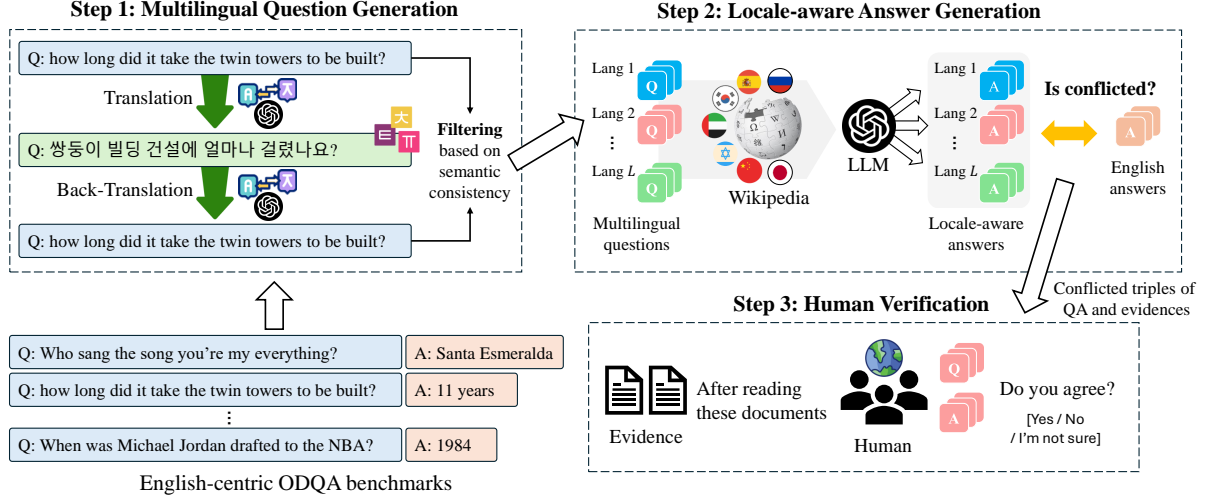 Step 1: Multilingual Question Generation
Q: how long did it take the twin towers to be built?
Translation
Q: 쌍둥이 빌딩 건설에 얼마나 걸렸나요?
ㅊ
ㅌ
ㅠ
Back-Translation
Q: how long did it take the twin towers to be built?
Filtering
based on
semantic
consistency
Q: Who sang the song you're my everything?
A: Santa Esmeralda
Q: how long did it take the twin towers to be built?
A: 11 years
⋮
Q: When was Michael Jordan drafted to the NBA?
A: 1984
English-centric ODQA benchmarks
Step 2: Locale-aware Answer Generation
Lang 1
Q
Lang 2
Q
⋮
Lang L
Q
Multilingual
questions
Wikipedia
LLM
Lang 1
A
Lang 2
A
⋮
Lang L
A
Locale-aware
answers
Is conflicted?
A
English
answers
Conflicted triples of
QA and evidences
Step 3: Human Verification
Evidence
After reading
these documents
Human
Q
A
Do you agree?
[Yes / No
/ I'm not sure]